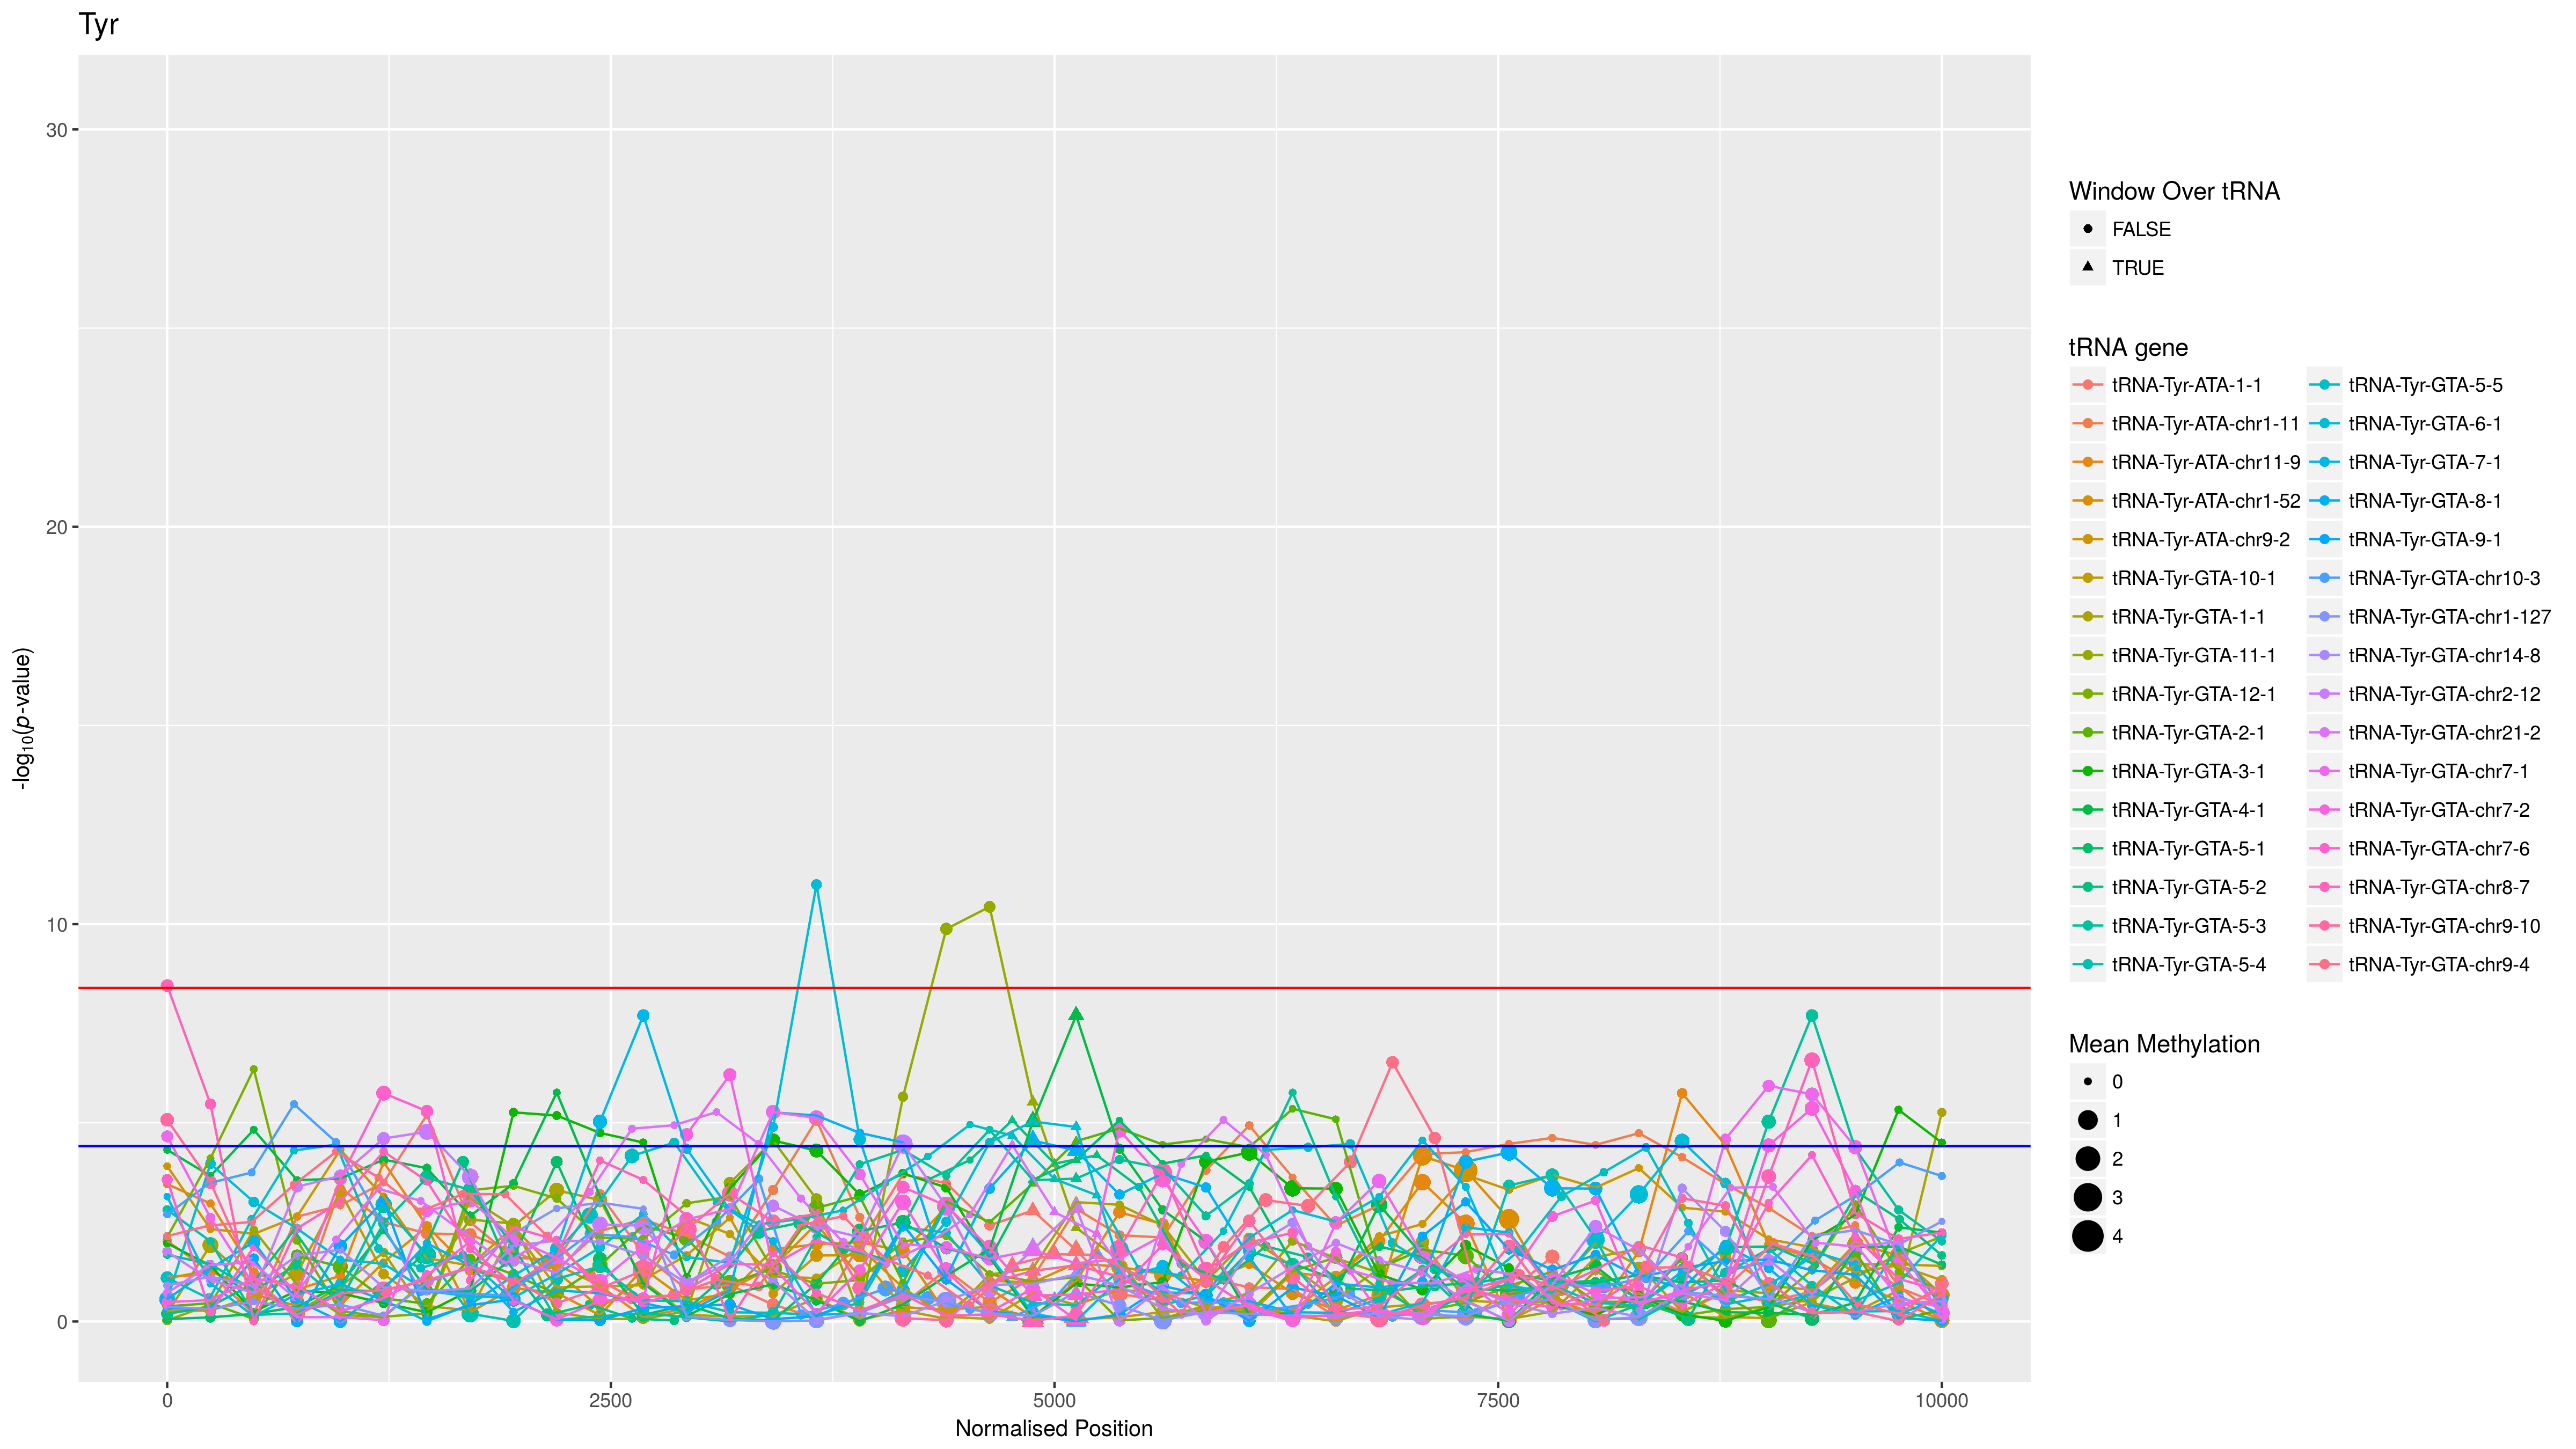 Tyr
30
20
10
0
-log10(p-value)
0
2500
5000
7500
10000
Normalised Position
Window Over tRNA
FALSE
TRUE
tRNA gene
tRNA-Tyr-ATA-1-1
tRNA-Tyr-ATA-chr1-11
tRNA-Tyr-ATA-chr11-9
tRNA-Tyr-ATA-chr1-52
tRNA-Tyr-ATA-chr9-2
tRNA-Tyr-GTA-10-1
tRNA-Tyr-GTA-1-1
tRNA-Tyr-GTA-11-1
tRNA-Tyr-GTA-12-1
tRNA-Tyr-GTA-2-1
tRNA-Tyr-GTA-3-1
tRNA-Tyr-GTA-4-1
tRNA-Tyr-GTA-5-1
tRNA-Tyr-GTA-5-2
tRNA-Tyr-GTA-5-3
tRNA-Tyr-GTA-5-4
tRNA-Tyr-GTA-5-5
tRNA-Tyr-GTA-6-1
tRNA-Tyr-GTA-7-1
tRNA-Tyr-GTA-8-1
tRNA-Tyr-GTA-9-1
tRNA-Tyr-GTA-chr10-3
tRNA-Tyr-GTA-chr1-127
tRNA-Tyr-GTA-chr14-8
tRNA-Tyr-GTA-chr2-12
tRNA-Tyr-GTA-chr21-2
tRNA-Tyr-GTA-chr7-1
tRNA-Tyr-GTA-chr7-2
tRNA-Tyr-GTA-chr7-6
tRNA-Tyr-GTA-chr8-7
tRNA-Tyr-GTA-chr9-10
tRNA-Tyr-GTA-chr9-4
Mean Methylation
0
1
2
3
4